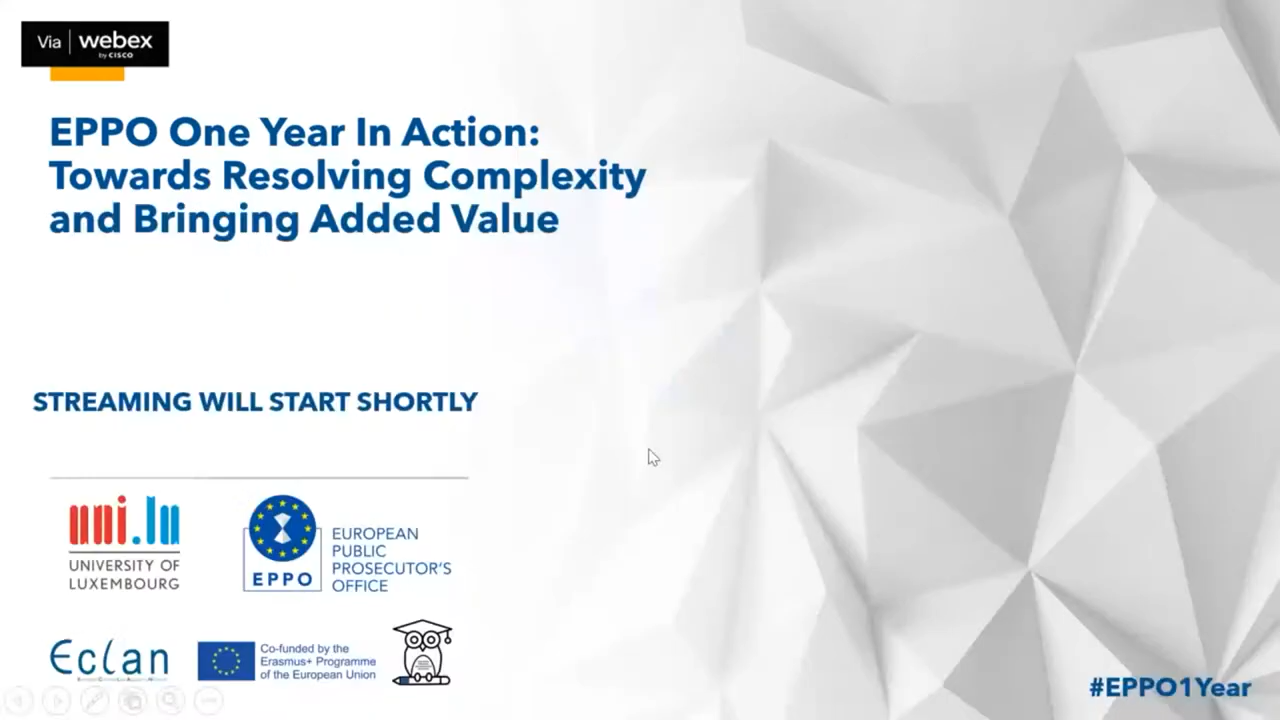 Via | webex
by CISCO
EPPO One Year In Action:
Towards Resolving Complexity
and Bringing Added Value
STREAMING WILL START SHORTLY
uni.lu
UNIVERSITY OF
LUXEMBOURG
EPPO
EUROPEAN
PUBLIC
PROSECUTOR'S
OFFICE
Eclan
Co-funded by the
Erasmus+ Programme
of the European Union
#EPPO1Year